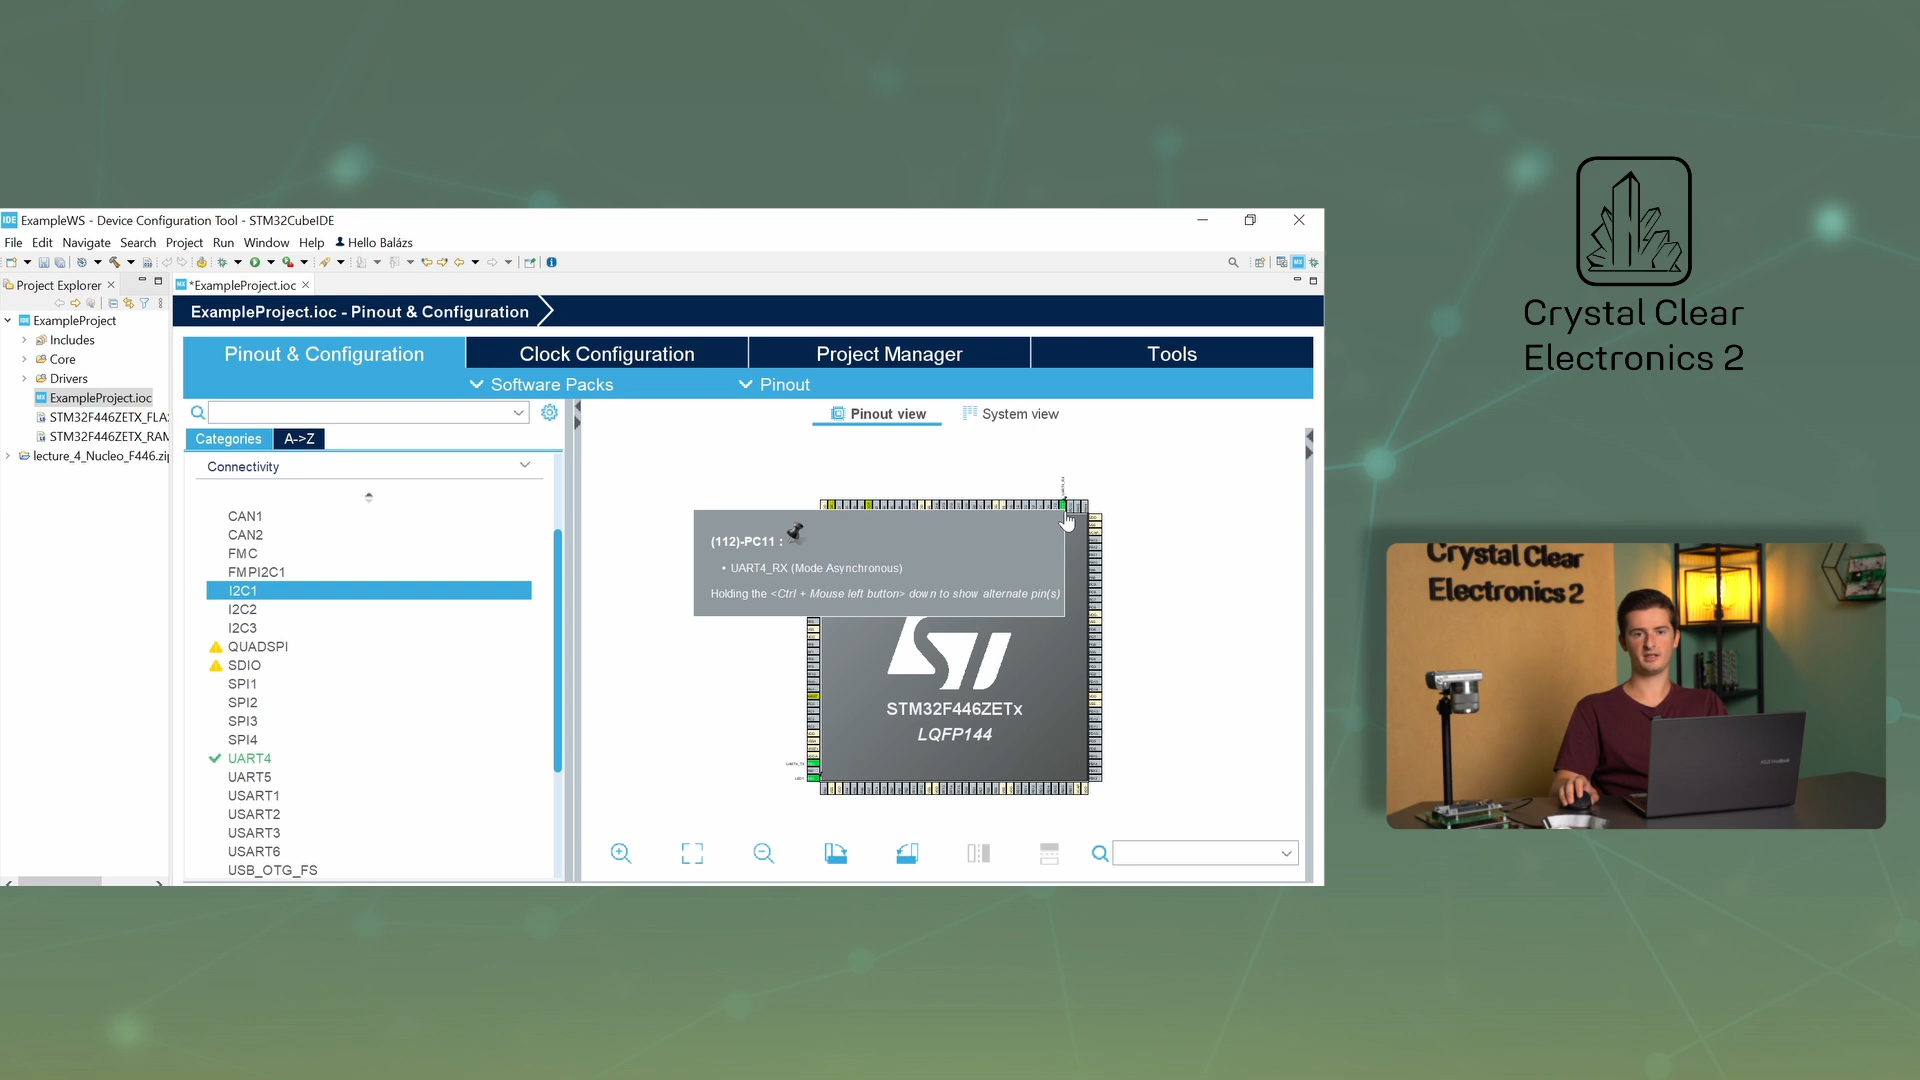 IDE ExampleWS - Device Configuration Tool - STM32CubeIDE
File Edit Navigate Search Project Run Window Help Hello Balázs
Project Explorer
*ExampleProject.ioc
ExampleProject
Includes
Core
Drivers
ExampleProject.ioc
STM32F446ZETX_FLA
STM32F446ZETX_RAM
lecture_4_Nucleo_F446.zi
ExampleProject.ioc - Pinout & Configuration
Pinout & Configuration
Clock Configuration
Project Manager
Tools
Software Packs
Pinout
Categories
A->Z
Connectivity
CAN1
CAN2
FMC
FMPI2C1
I2C1
I2C2
I2C3
QUADSPI
SDIO
SPI1
SPI2
SPI3
SPI4
UART4
UART5
USART1
USART2
USART3
USART6
USB_OTG_FS
Pinout view
System view
(112)-PC11 :
• UART4_RX (Mode Asynchronous)
Holding the <Ctrl + Mouse left button> down to show alternate pin(s)
STM32F446ZETx
LQFP144
Crystal Clear
Electronics 2
Crystal Clear
Electronics 2